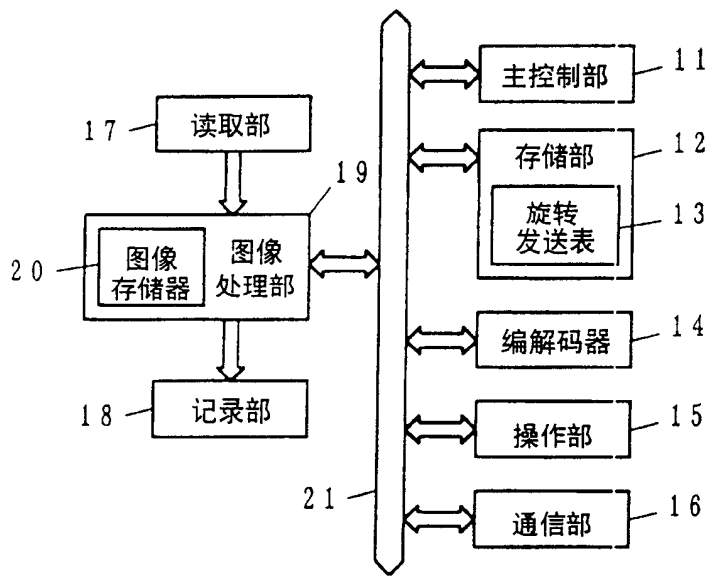 主控制部
11
17
读取部
存储部
12
旋转
发送表
13
19
20
图像
存储器
图像
处理部
编解码器
14
18
记录部
操作部
15
21
通信部
16